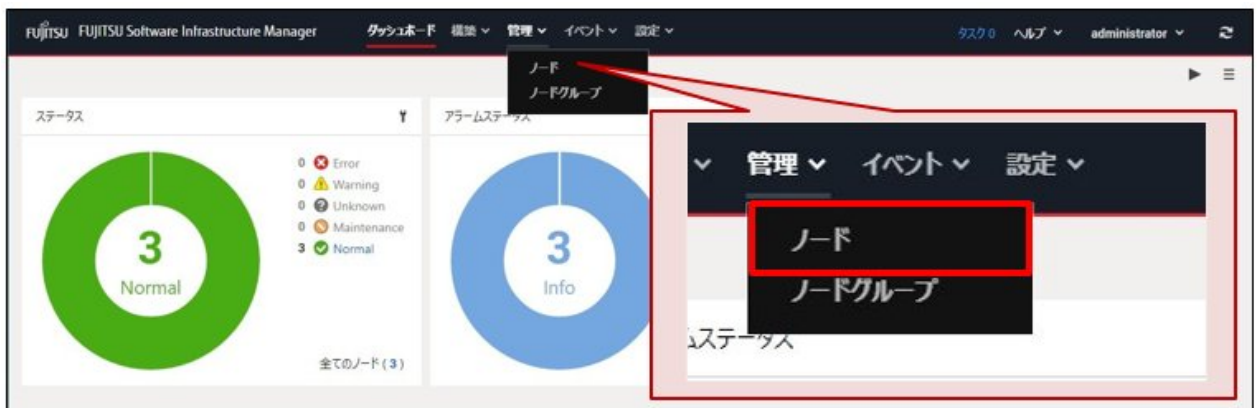 FUJITSU FUJITSU Software Infrastructure Manager ダッシュボード 構築 管理 イベント 設定 タスク 0 ヘルプ administrator
ノード
ノードグループ
ステータス
アラームステータス
0 Error
0 Warning
0 Unknown
0 Maintenance
3 Normal
3
Normal
全てのノード ( 3 )
3
Info
管理 イベント 設定
ノード
ノードグループ
ムステータス